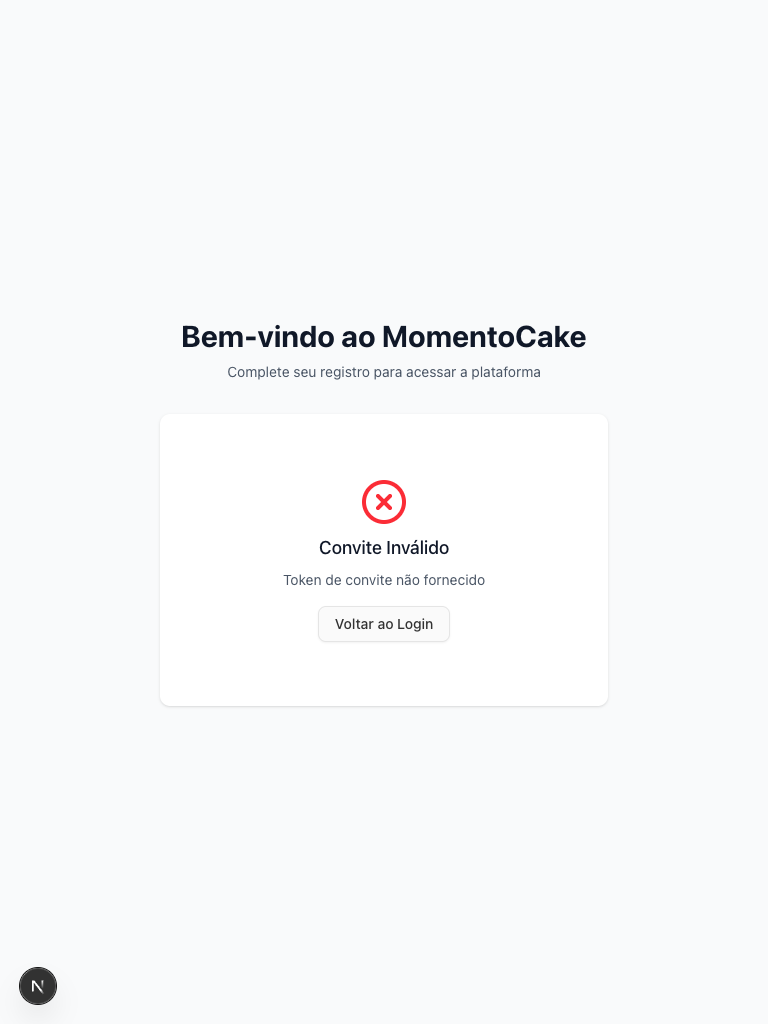 Bem-vindo ao MomentoCake
Complete seu registro para acessar a plataforma
Convite Inválido
Token de convite não fornecido
Voltar ao Login
N